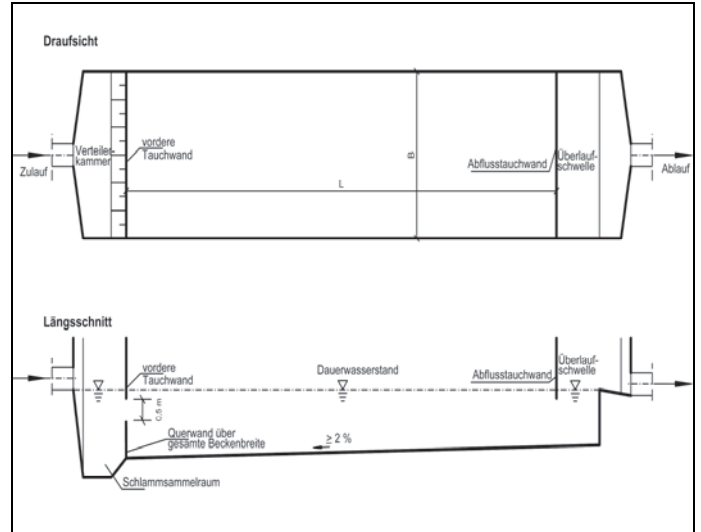 Draufsicht
Verteiler-
kammer
vordere
Tauchwand
B
Überlauf-
schwelle
Abflusstauchwand
Zulauf
Ablauf
L
Längsschnitt
vordere
Tauchwand
Dauerwasserstand
Überlauf-
schwelle
Abflusstauchwand
0,5 m
Querwand über
gesamte Beckenbreite
≥ 2 %
Schlammsammelraum